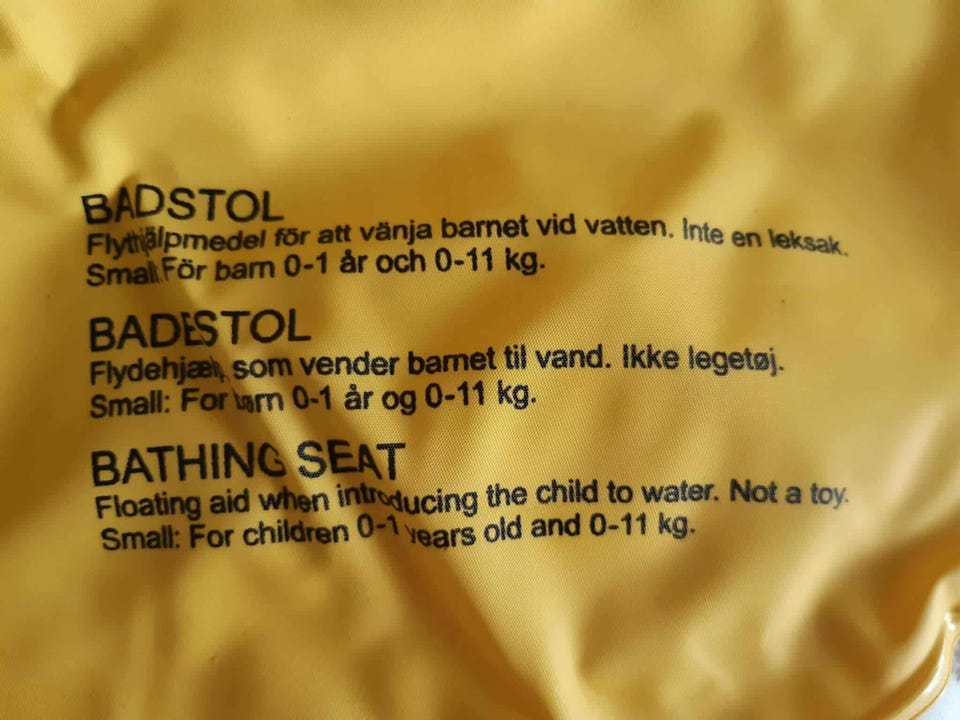 BADSTOL
Flythjälpmedel för att vänja barnet vid vatten. Inte en leksak.
Small: För barn 0-1 år och 0-11 kg.
BADESTOL
Flydehjælp, som vender barnet til vand. Ikke legetøj.
Small: For børn 0-1 år og 0-11 kg.
BATHING SEAT
Floating aid when introducing the child to water. Not a toy.
Small: For children 0-1 years old and 0-11 kg.